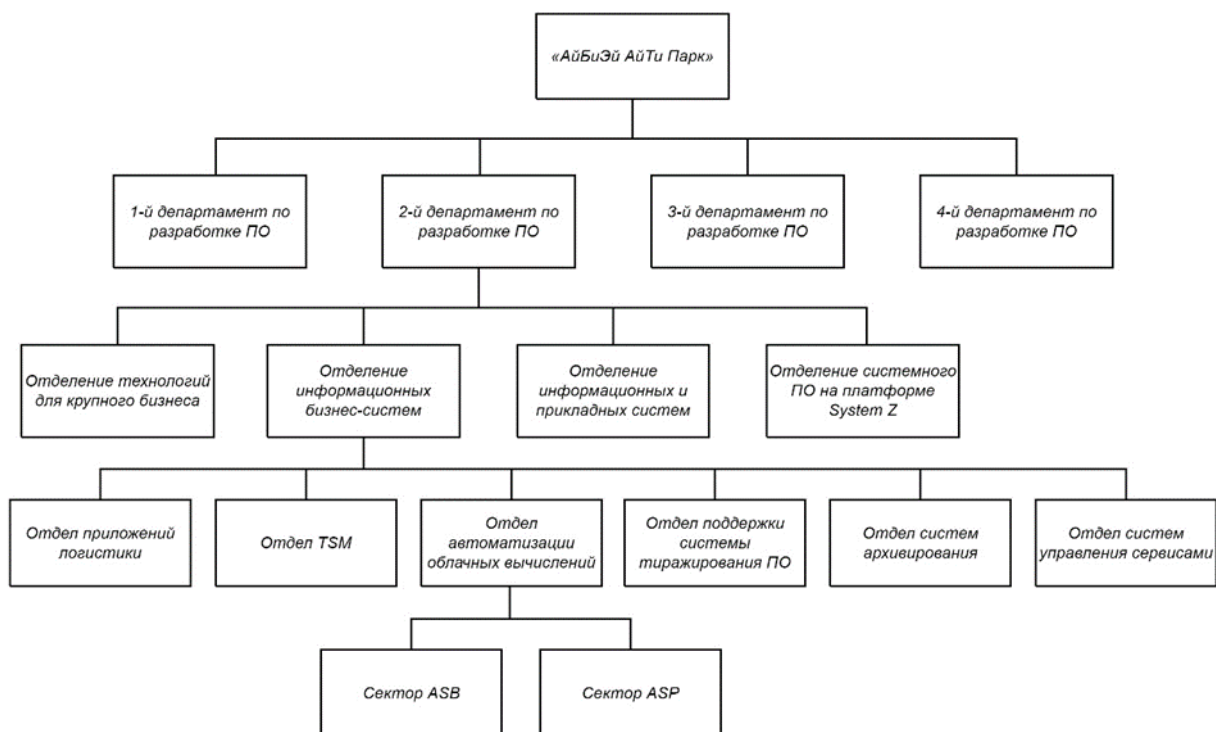 «АйБиЭй АйТи Парк»
1-й департамент по
разработке ПО
2-й департамент по
разработке ПО
3-й департамент по
разработке ПО
4-й департамент по
разработке ПО
Отделение технологий
для крупного бизнеса
Отделение
информационных
бизнес-систем
Отделение
информационных и
прикладных систем
Отделение системного
ПО на платформе
System Z
Отдел приложений
логистики
Отдел TSM
Отдел
автоматизации
облачных вычислений
Отдел поддержки
системы
тиражирования ПО
Отдел систем
архивирования
Отдел систем
управления сервисами
Сектор ASB
Сектор ASP